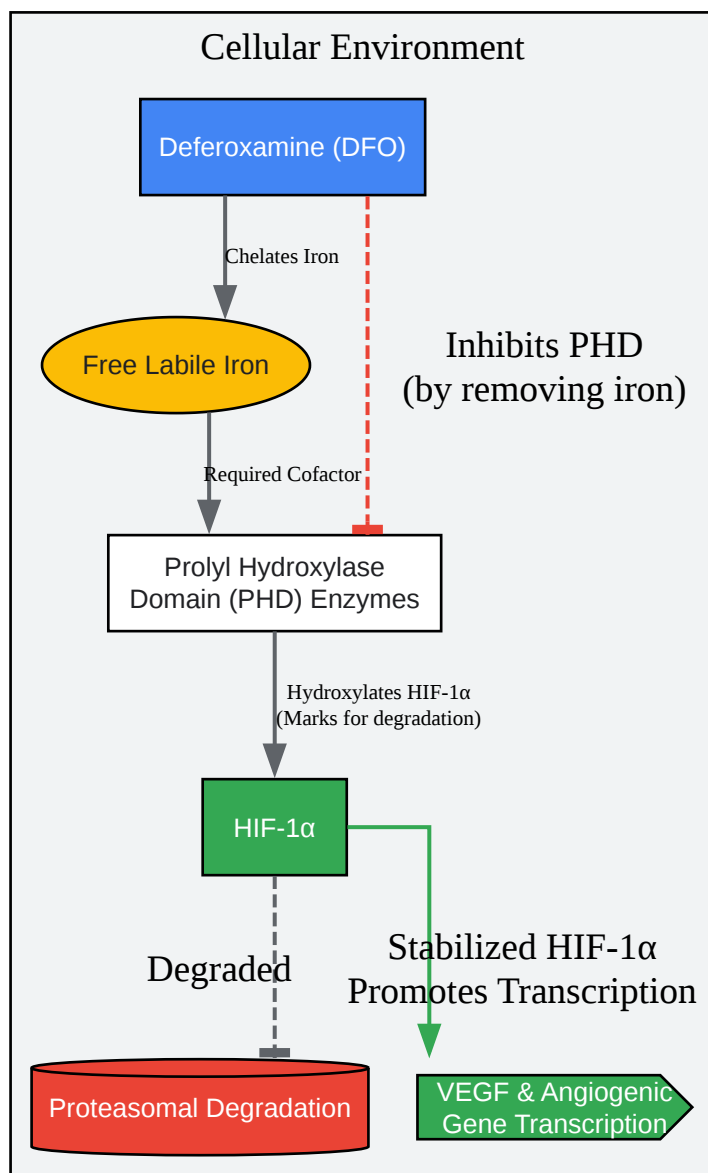 Cellular Environment
Deferoxamine (DFO)
Chelates Iron
Free Labile Iron
Inhibits PHD
(by removing iron)
Required Cofactor
Prolyl Hydroxylase
Domain (PHD) Enzymes
Hydroxylates HIF-1α
(Marks for degradation)
HIF-1α
Degraded
Stabilized HIF-1α
Promotes Transcription
Proteasomal Degradation
VEGF & Angiogenic
Gene Transcription